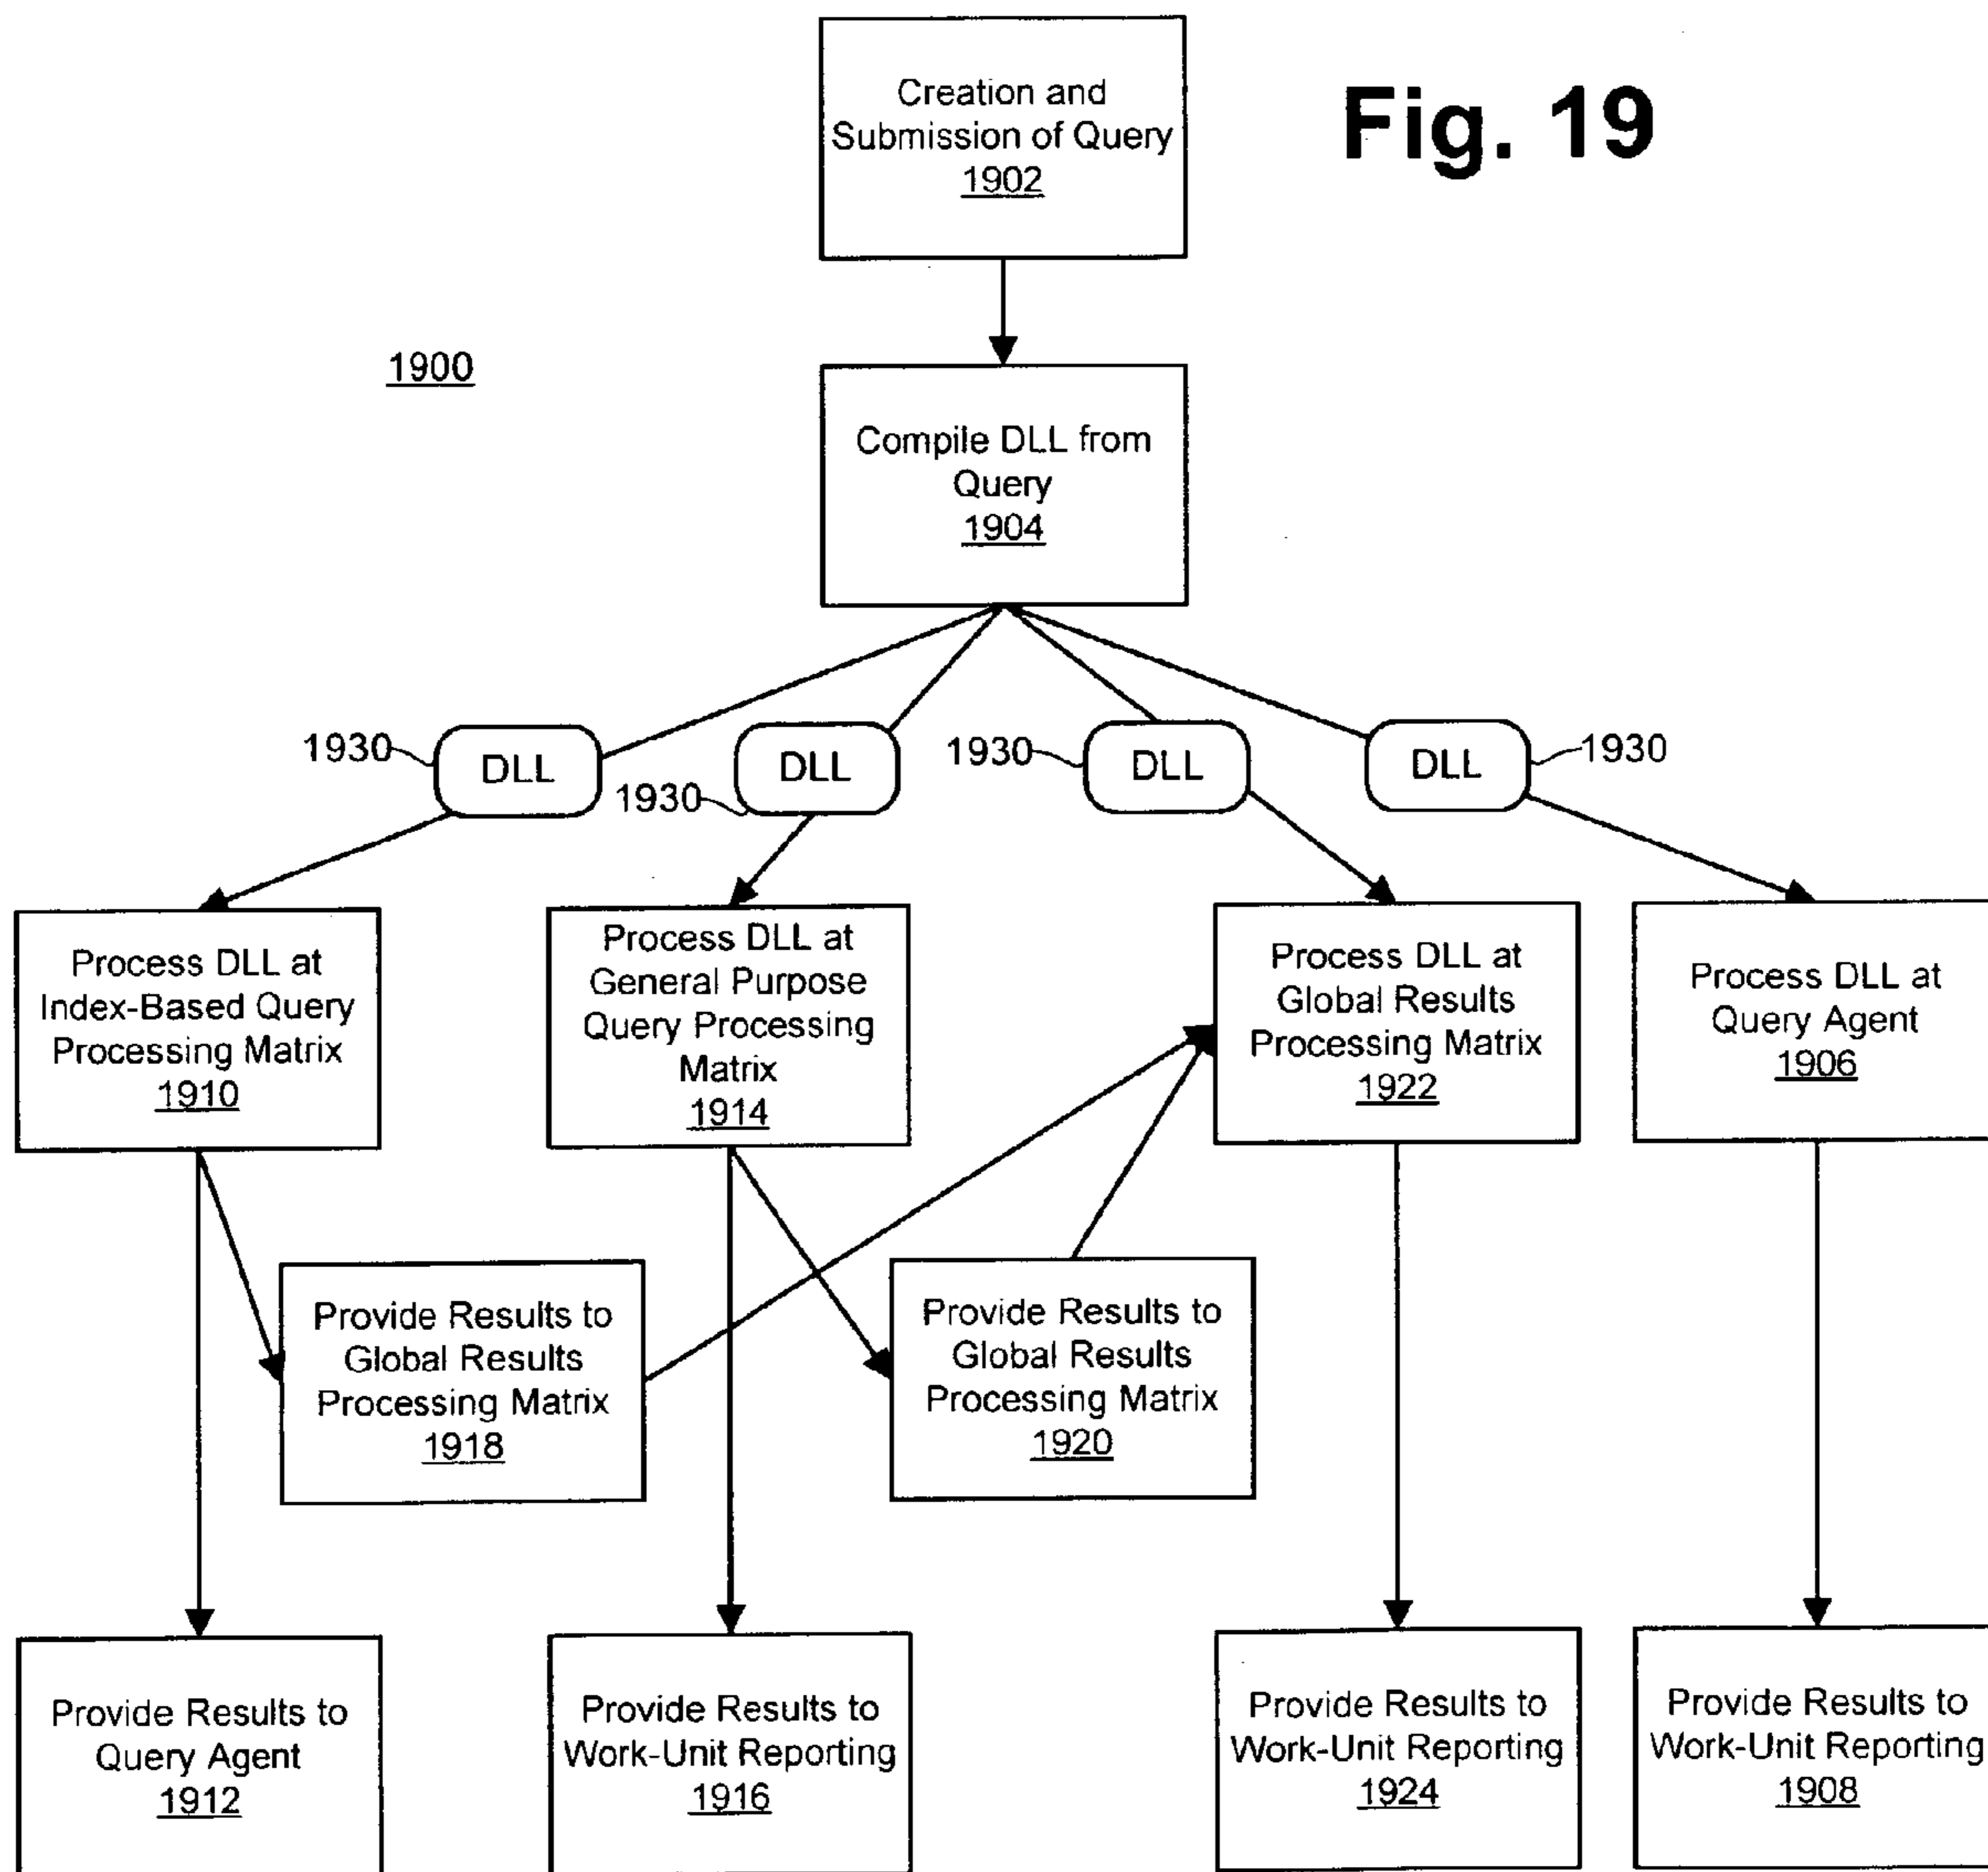 Creation and
Submission of Query
1902
Fig. 19
1900
Compile DLL from
Query
1904
1930
DLL
1930
DLL
1930
DLL
DLL
1930
Process DLL at
Index-Based Query
Processing Matrix
1910
Process DLL at
General Purpose
Query Processing
Matrix
1914
Process DLL at
Global Results
Processing Matrix
1922
Process DLL at
Query Agent
1906
Provide Results to
Global Results
Processing Matrix
1918
Provide Results to
Global Results
Processing Matrix
1920
Provide Results to
Query Agent
1912
Provide Results to
Work-Unit Reporting
1916
Provide Results to
Work-Unit Reporting
1924
Provide Results to
Work-Unit Reporting
1908